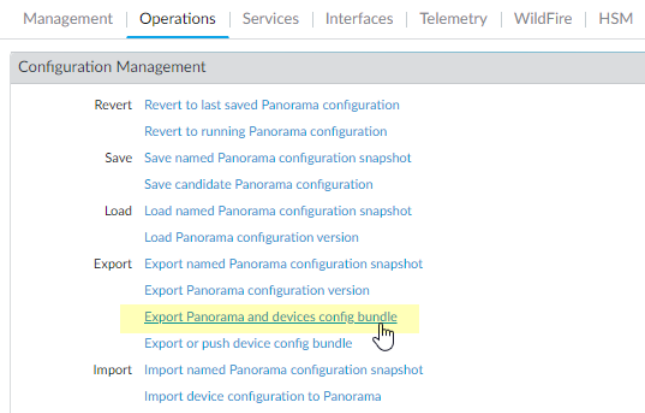 Management | Operations | Services | Interfaces | Telemetry | WildFire | HSM
Configuration Management
Revert Revert to last saved Panorama configuration
Revert to running Panorama configuration
Save Save named Panorama configuration snapshot
Save candidate Panorama configuration
Load Load named Panorama configuration snapshot
Load Panorama configuration version
Export Export named Panorama configuration snapshot
Export Panorama configuration version
Export Panorama and devices config bundle
Export or push device config bundle
Import Import named Panorama configuration snapshot
Import device configuration to Panorama